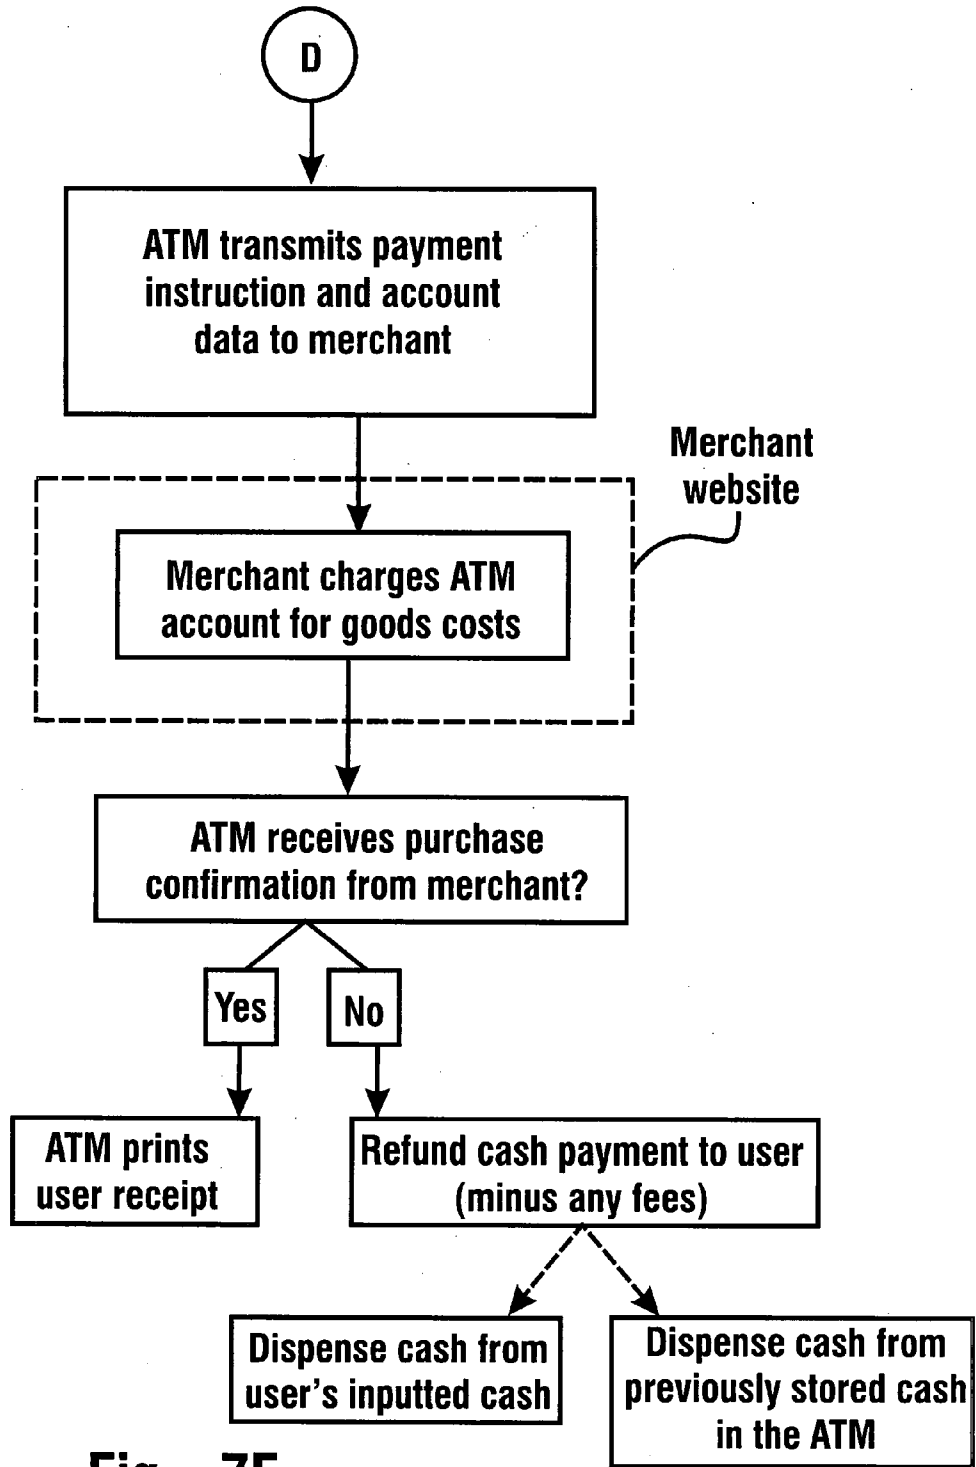 D
ATM transmits payment
instruction and account
data to merchant
Merchant
website
Merchant charges ATM
account for goods costs
ATM receives purchase
confirmation from merchant?
Yes
No
ATM prints
user receipt
Refund cash payment to user
(minus any fees)
Dispense cash from
user's inputted cash
Dispense cash from
previously stored cash
in the ATM